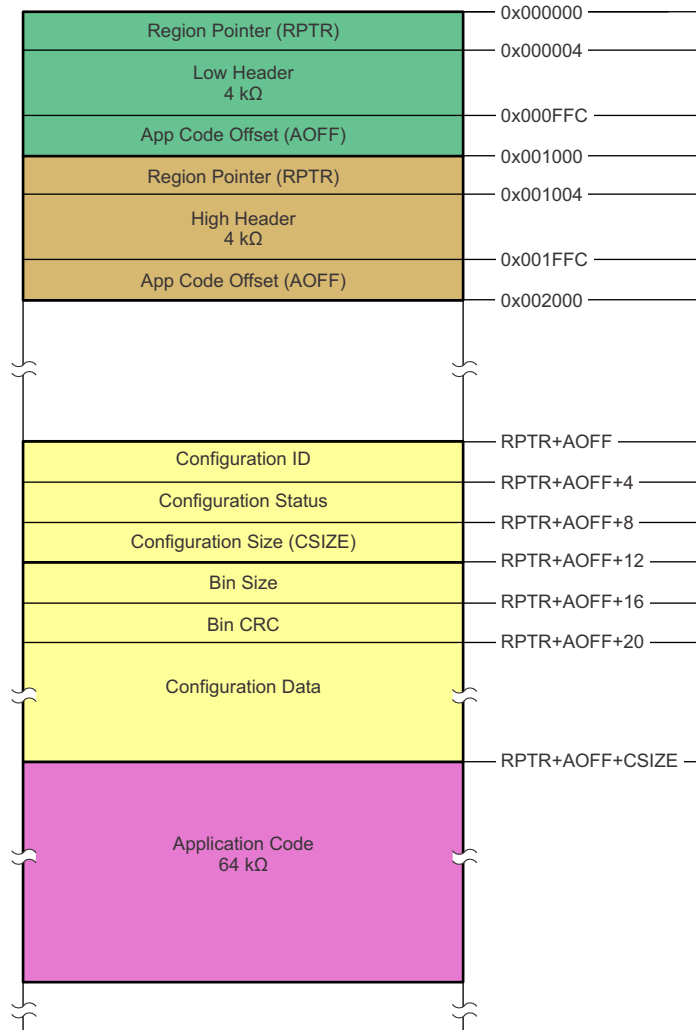 0x000000
Region Pointer (RPTR)
0x000004
Low Header
4 kΩ
0x000FFC
App Code Offset (AOFF)
0x001000
Region Pointer (RPTR)
0x001004
High Header
4 kΩ
0x001FFC
App Code Offset (AOFF)
0x002000
RPTR+AOFF
Configuration ID
RPTR+AOFF+4
Configuration Status
RPTR+AOFF+8
Configuration Size (CSIZE)
RPTR+AOFF+12
Bin Size
RPTR+AOFF+16
Bin CRC
RPTR+AOFF+20
Configuration Data
RPTR+AOFF+CSIZE
Application Code
64 kΩ